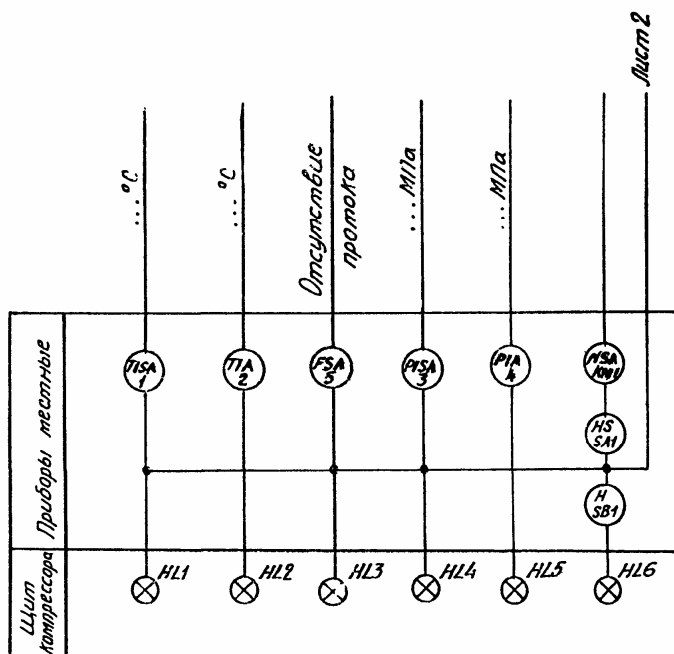 Лист 2
... °C
... °C
Отсутствие
протока
... МПа
... МПа
Приборы местные
TISA
1
TIA
2
FSA
5
PISA
3
PIA
4
NSA
KM1
HS
SA1
H
SB1
Щит
компрессора
HL1
HL2
HL3
HL4
HL5
HL6